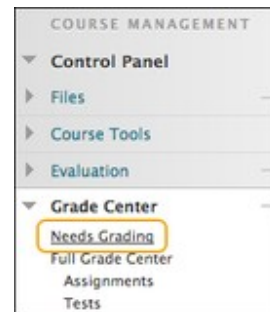 COURSE MANAGEMENT
Control Panel
Files
Course Tools
Evaluation
Grade Center
Needs Grading
Full Grade Center
Assignments
Tests